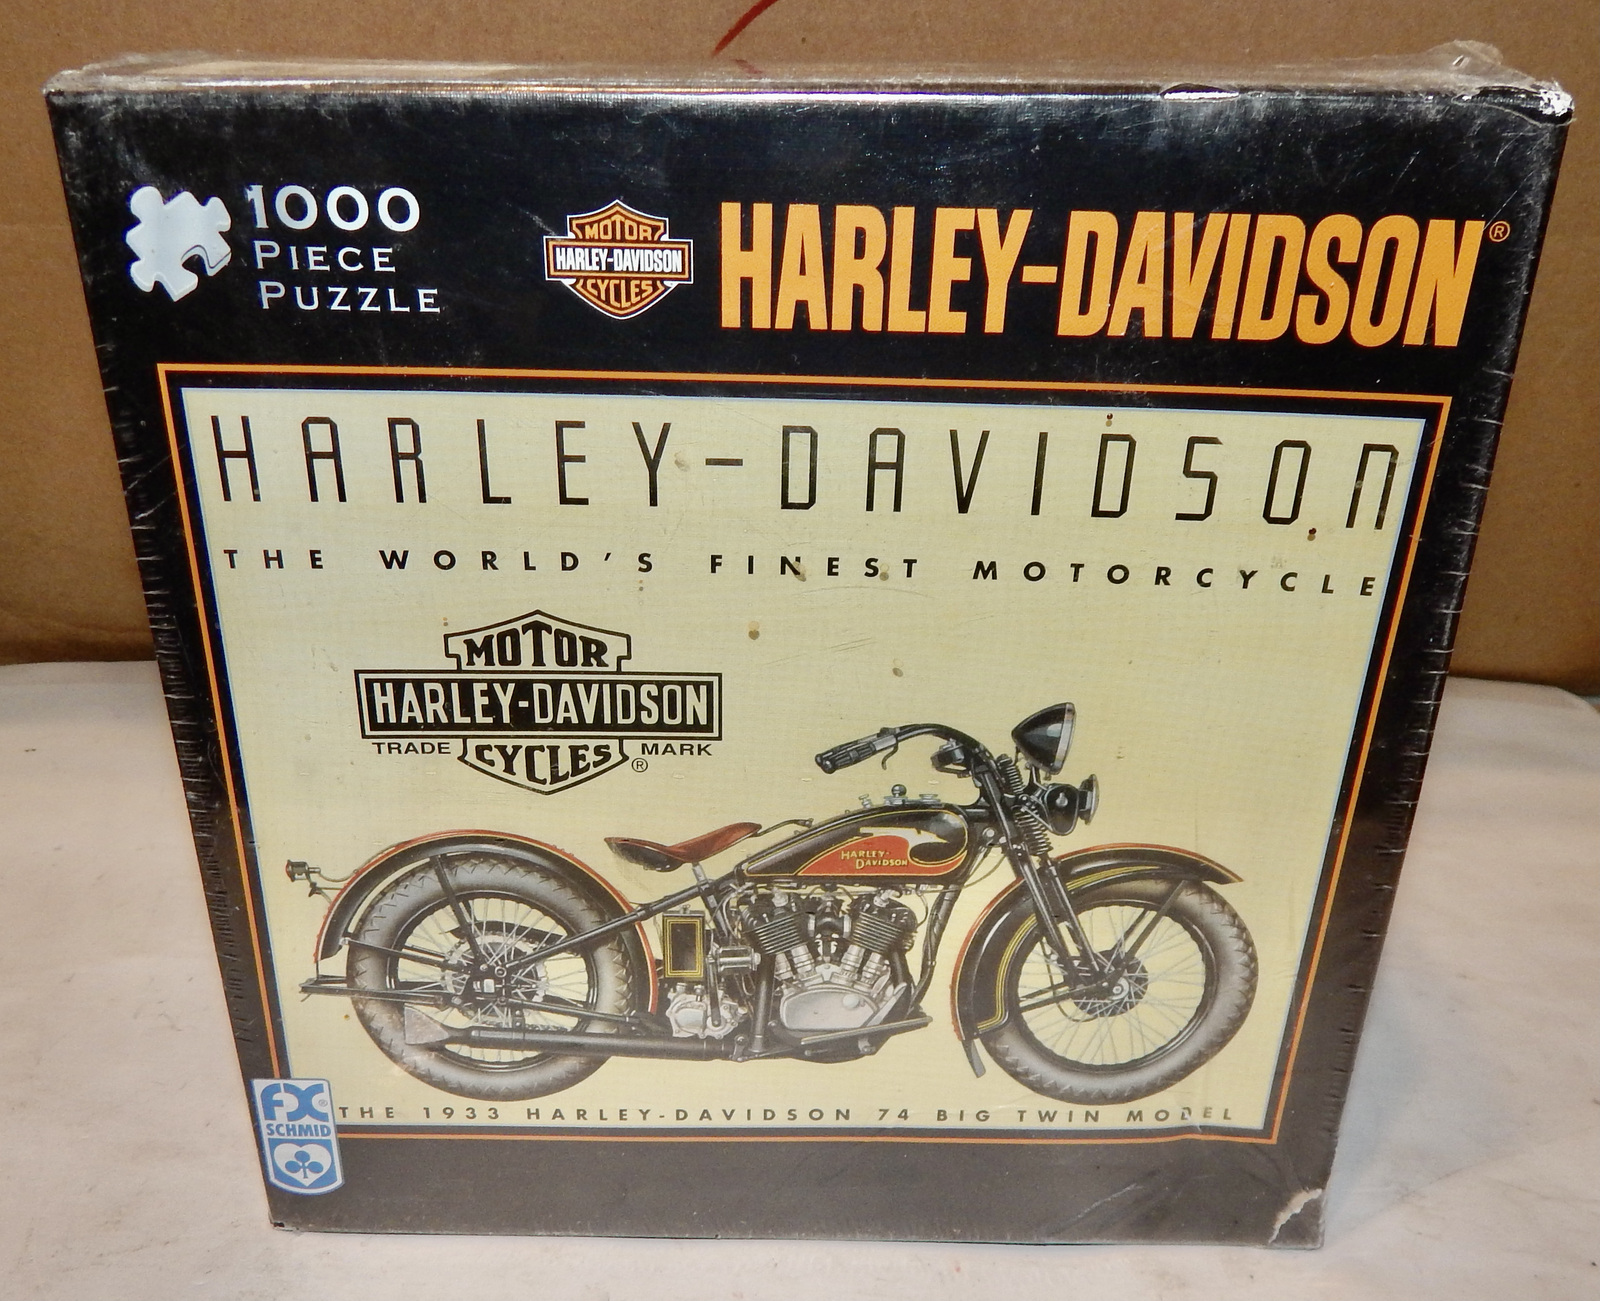 1000
PIECE
PUZZLE
MOTOR
HARLEY-DAVIDSON
CYCLES
HARLEY-DAVIDSON®
HARLEY-DAVIDSON
THE WORLD'S FINEST MOTORCYCLE
MOTOR
HARLEY-DAVIDSON
TRADE CYCLES ® MARK
HARLEY-
DAVIDSON
FX®
SCHMID
THE 1933 HARLEY-DAVIDSON 74 BIG TWIN MODEL